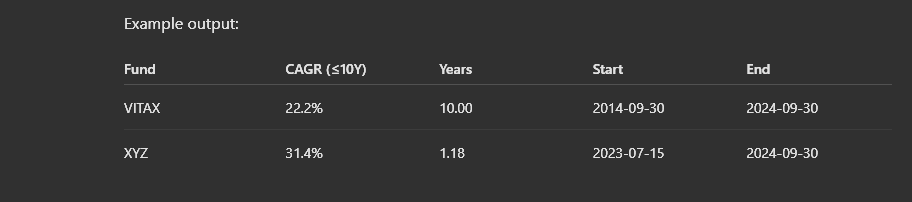 Example output:
Fund CAGR (≤10Y) Years Start End
VITAX 22.2% 10.00 2014-09-30 2024-09-30
XYZ 31.4% 1.18 2023-07-15 2024-09-30